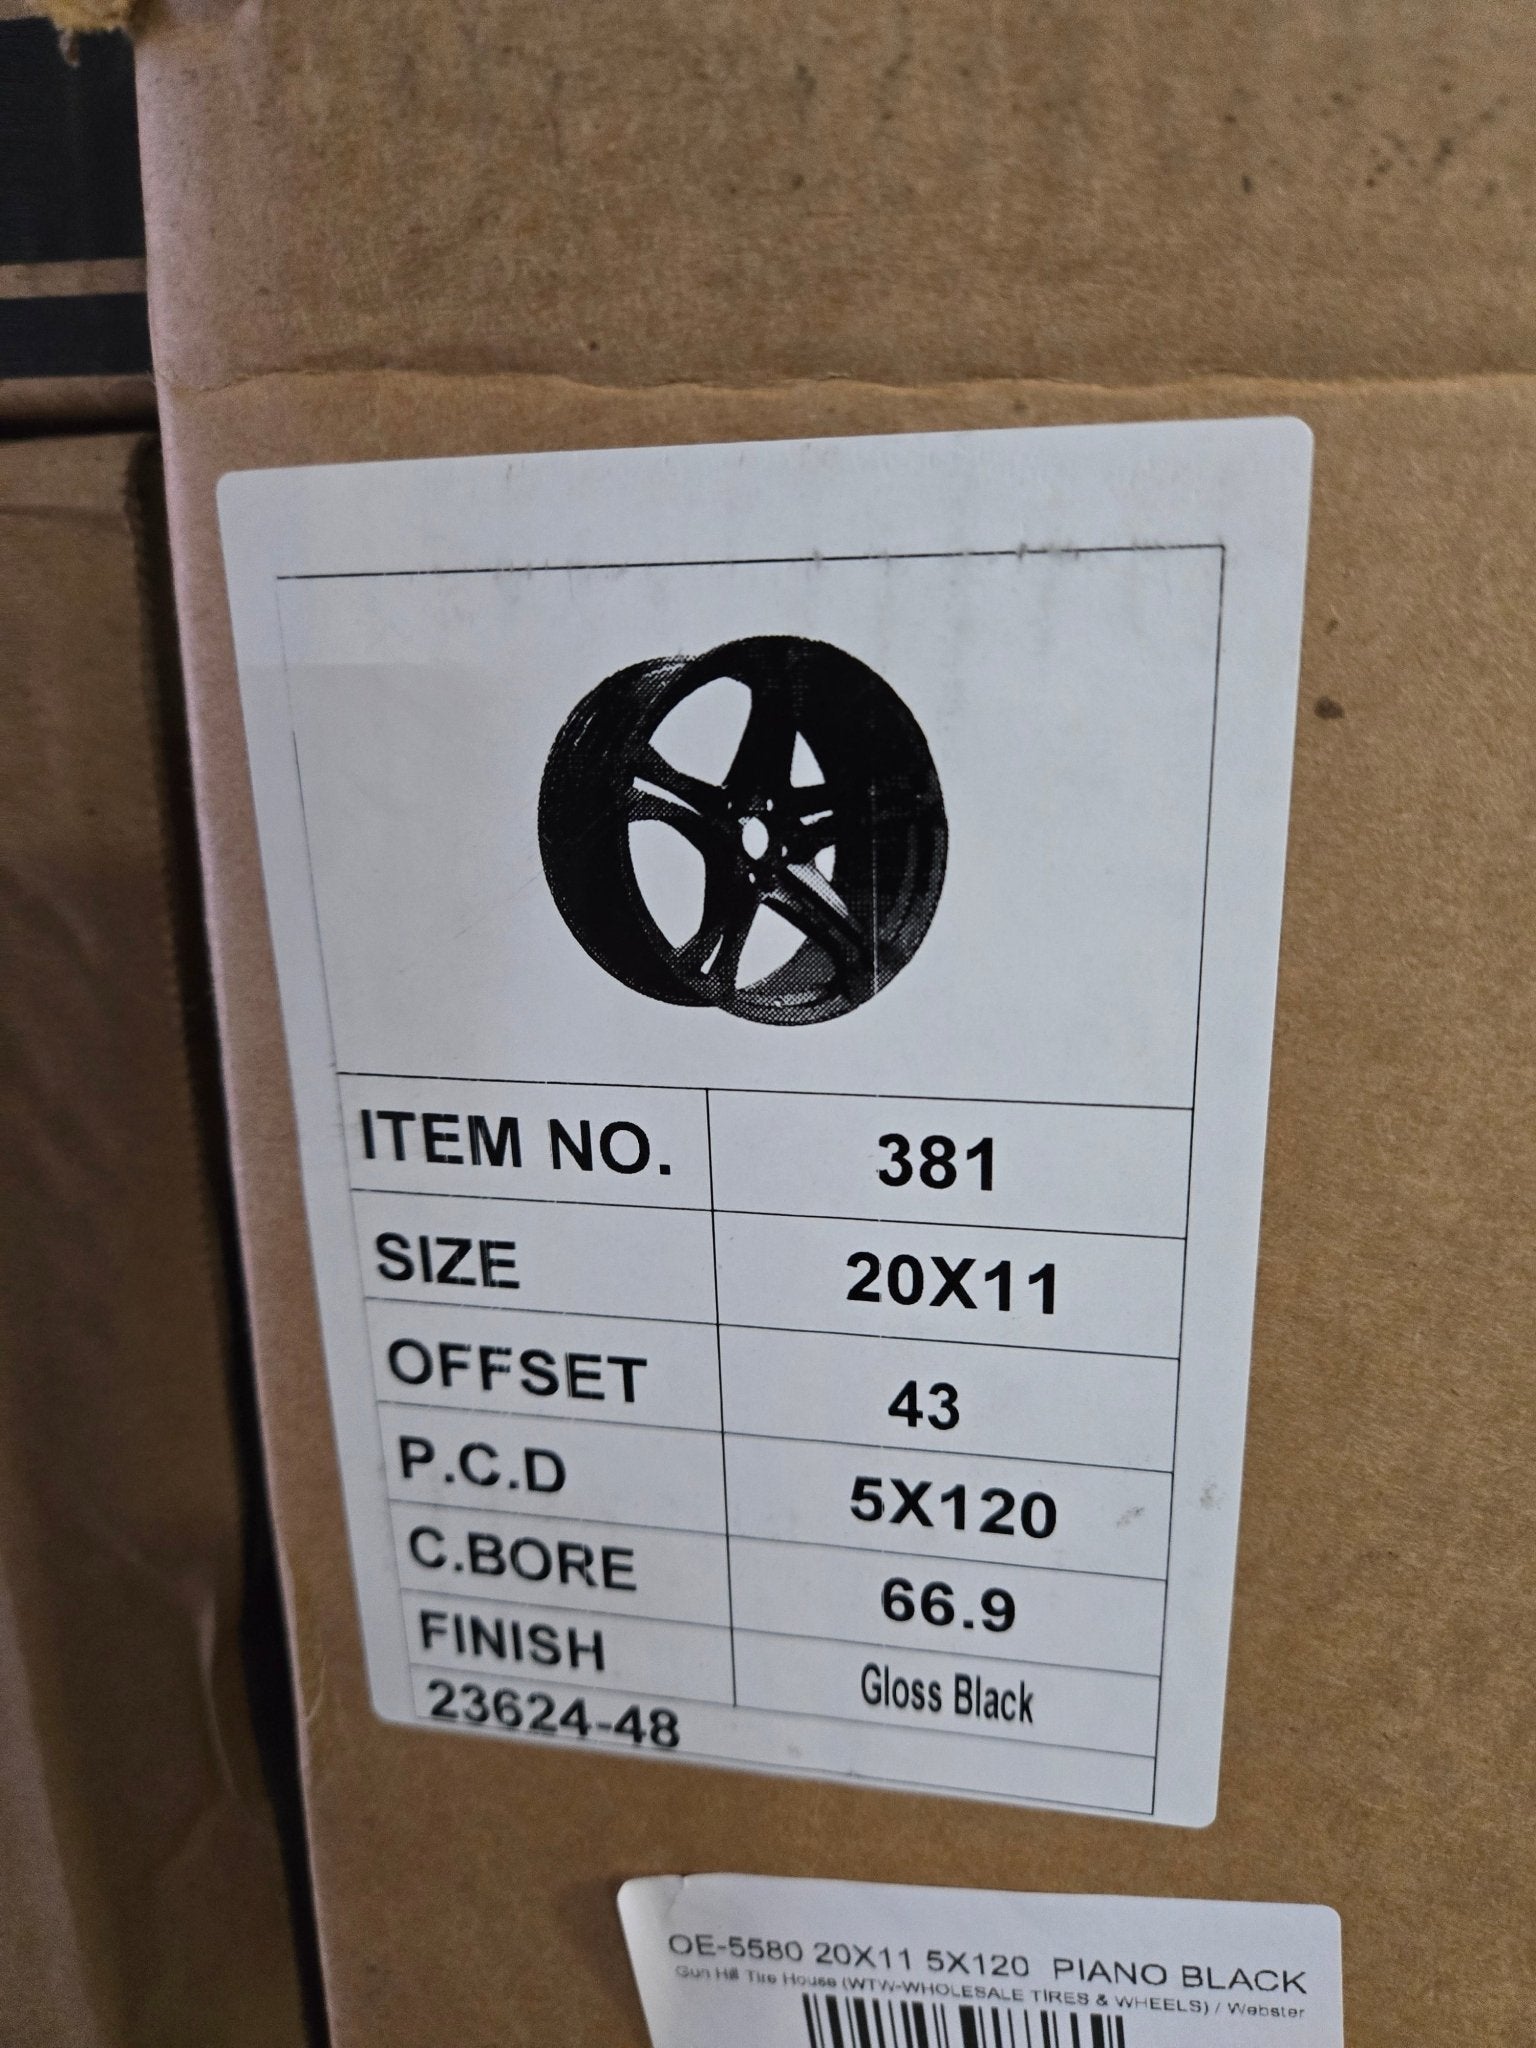 ITEM NO. 381
SIZE 20X11
OFFSET 43
P.C.D 5X120
C.BORE 66.9
FINISH Gloss Black
23624-48
OE-5580 20X11 5X120 PIANO BLACK
Gun Hill Tire House (WTW-WHOLESALE TIRES & WHEELS) / Webster